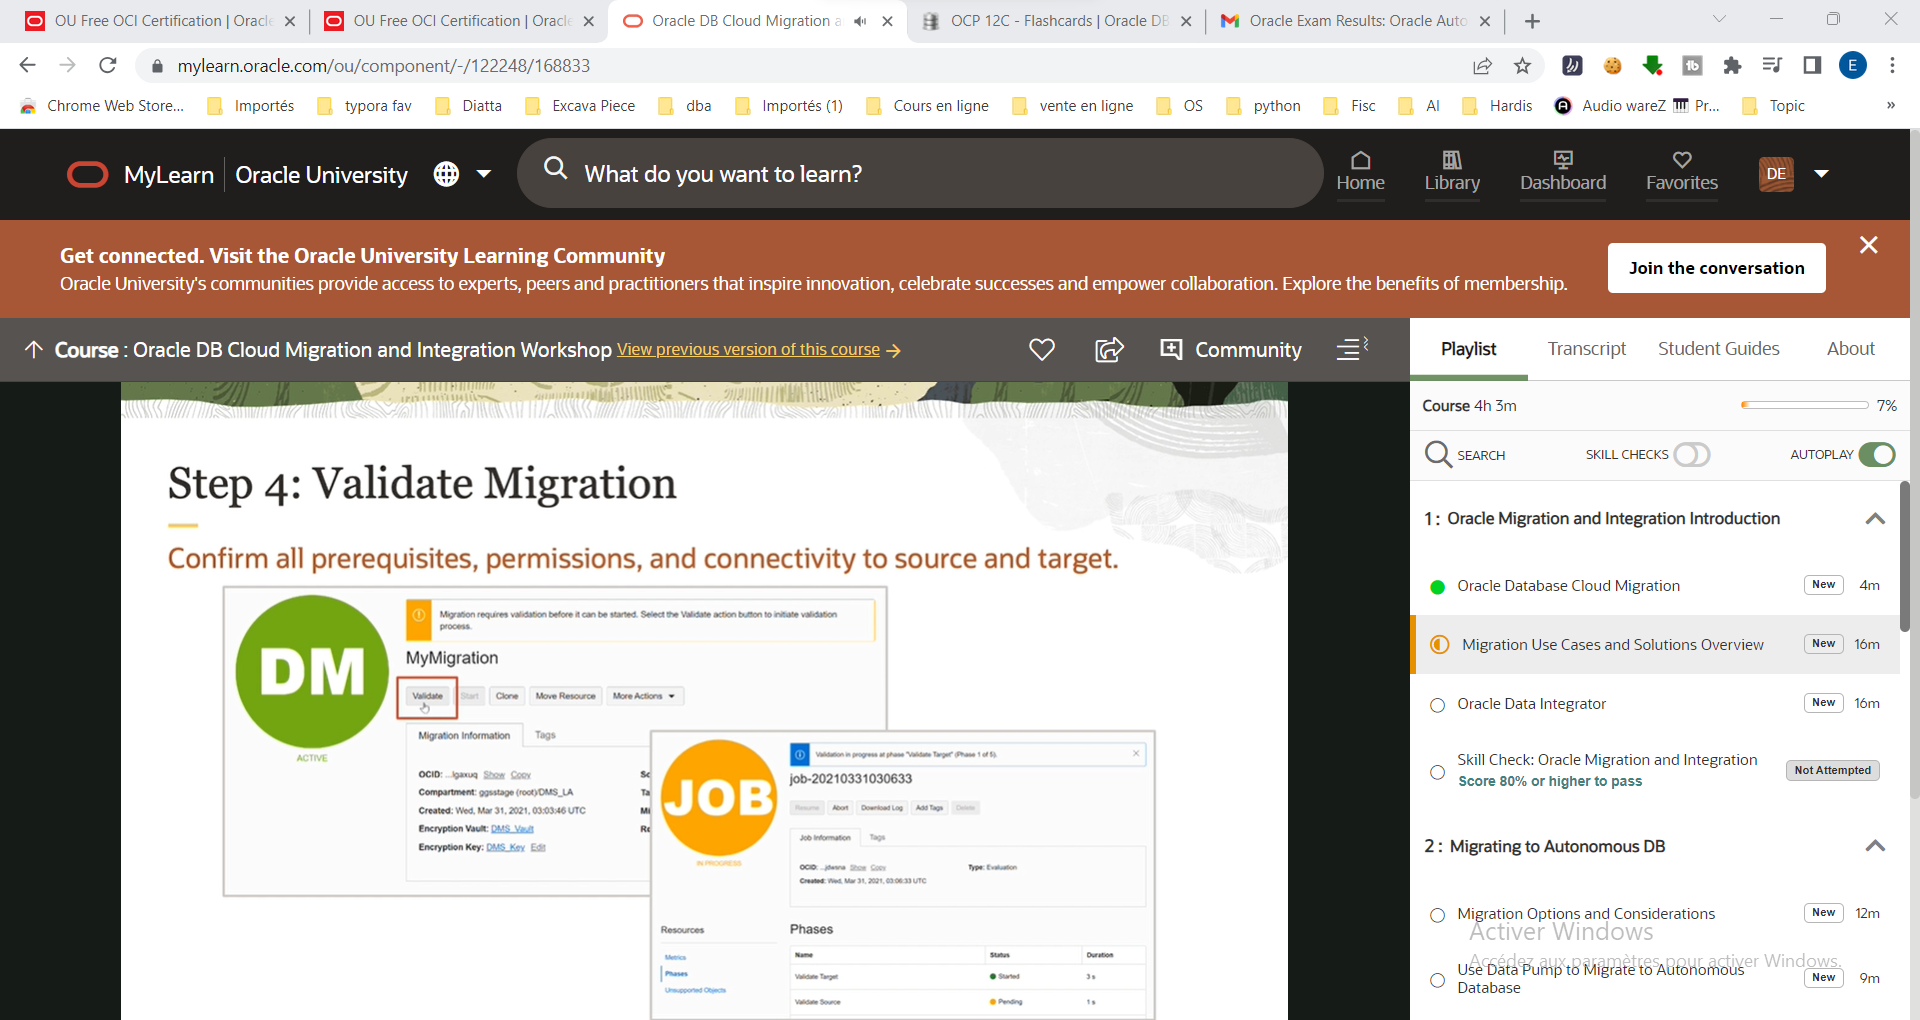 OU Free OCI Certification | Oracle
OU Free OCI Certification | Oracle
Oracle DB Cloud Migration a
OCP 12C - Flashcards | Oracle DB
Oracle Exam Results: Oracle Auto
mylearn.oracle.com/ou/component/-/122248/168833
E
Chrome Web Store...
Importés
typora fav
Diatta
Excava Piece
dba
Importés (1)
Cours en ligne
vente en ligne
OS
python
Fisc
AI
Hardis
Audio wareZ
Pr...
Topic
»
MyLearn
Oracle University
What do you want to learn?
Home
Library
Dashboard
Favorites
DE
Get connected. Visit the Oracle University Learning Community
Oracle University's communities provide access to experts, peers and practitioners that inspire innovation, celebrate successes and empower collaboration. Explore the benefits of membership.
Join the conversation
Course : Oracle DB Cloud Migration and Integration Workshop View previous version of this course →
Community
Playlist
Transcript
Student Guides
About
Course 4h 3m
7%
SEARCH
SKILL CHECKS
AUTOPLAY
1 : Oracle Migration and Integration Introduction
Oracle Database Cloud Migration New 4m
Migration Use Cases and Solutions Overview New 16m
Oracle Data Integrator New 16m
Skill Check: Oracle Migration and Integration
Score 80% or higher to pass
Not Attempted
2 : Migrating to Autonomous DB
Migration Options and Considerations New 12m
Use Data Pump to Migrate to Autonomous
Database
New 9m
Activer Windows
Accédez aux paramètres pour activer Windows.
Step 4: Validate Migration
Confirm all prerequisites, permissions, and connectivity to source and target.
DM
ACTIVE
Migration requires validation before it can be started. Select the Validate action button to initiate validation
process.
MyMigration
Validate
Start
Clone
Move Resource
More Actions
Migration Information
Tags
OCID: ...lgaxuq Show Copy
Compartment: ggsstage (root)/DMS_LA
Created: Wed, Mar 31, 2021, 03:03:46 UTC
Encryption Vault: DMS_Vault
Encryption Key: DMS_Key Edit
Sc
Ta
Mi
Re
JOB
IN PROGRESS
Validation in progress at phase "Validate Target" (Phase 1 of 5).
job-20210331030633
Resume
Abort
Download Log
Add Tags
Delete
Job Information
Tags
OCID: ...jdwsna Show Copy
Type: Evaluation
Created: Wed, Mar 31, 2021, 03:06:33 UTC
Resources
Metrics
Phases
Unsupported Objects
Phases
Name Status Duration
Validate Target Started 3 s
Validate Source Pending 1 s